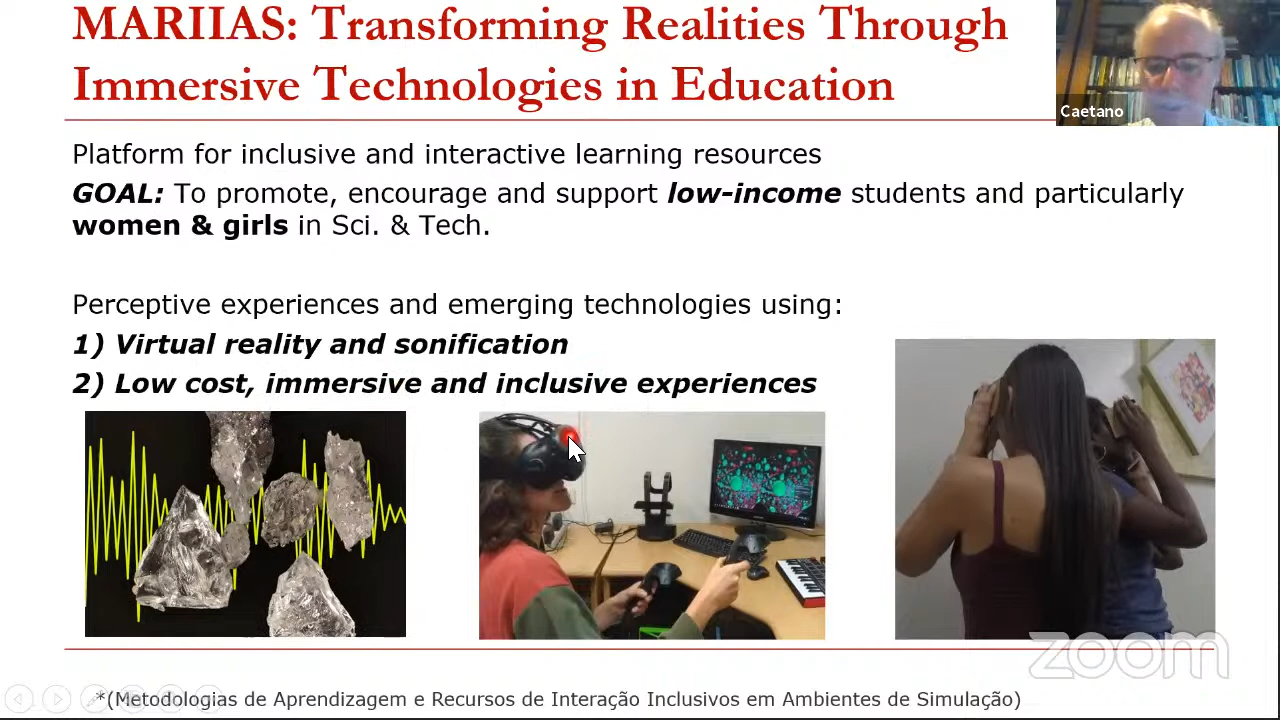 MARIIAS: Transforming Realities Through
Immersive Technologies in Education
Caetano
Platform for inclusive and interactive learning resources
GOAL: To promote, encourage and support low-income students and particularly
women & girls in Sci. & Tech.
Perceptive experiences and emerging technologies using:
1) Virtual reality and sonification
2) Low cost, immersive and inclusive experiences
zoom
*(Metodologias de Aprendizagem e Recursos de Interação Inclusivos em Ambientes de Simulação)